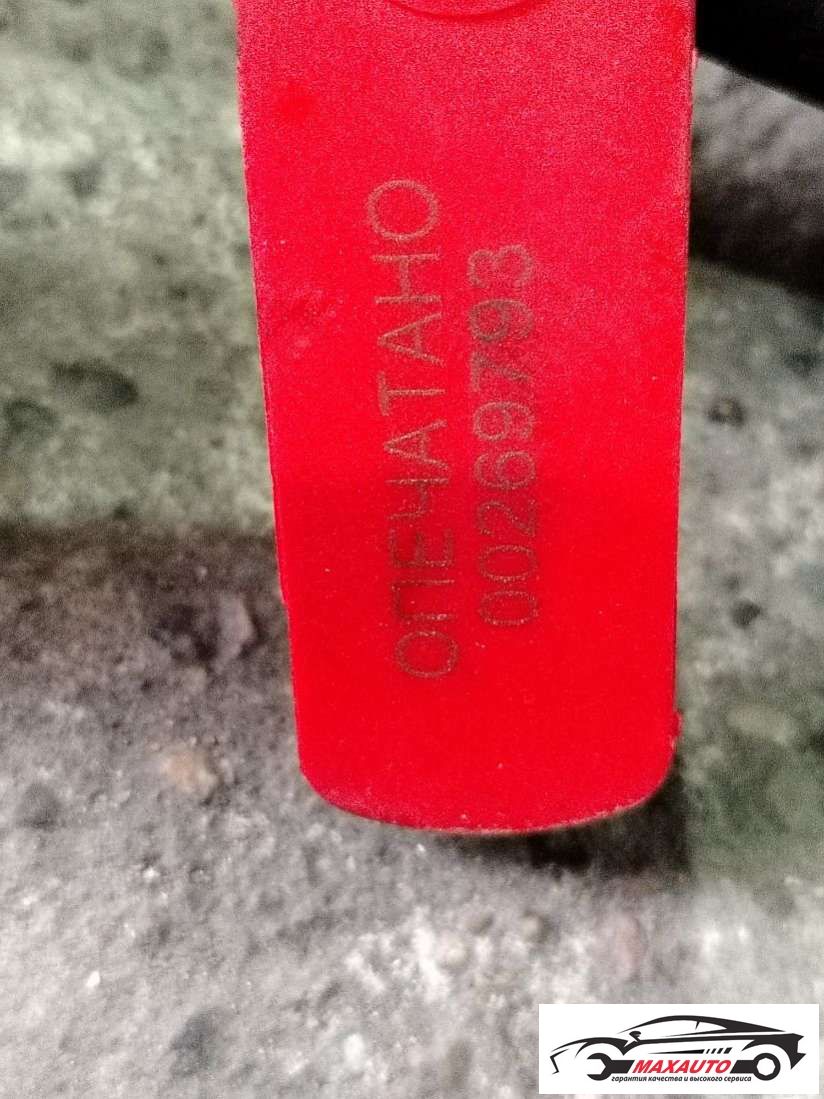 ОПЕЧАТАНО
00269793
MAXAUTO
гарантия качества и высокого сервиса